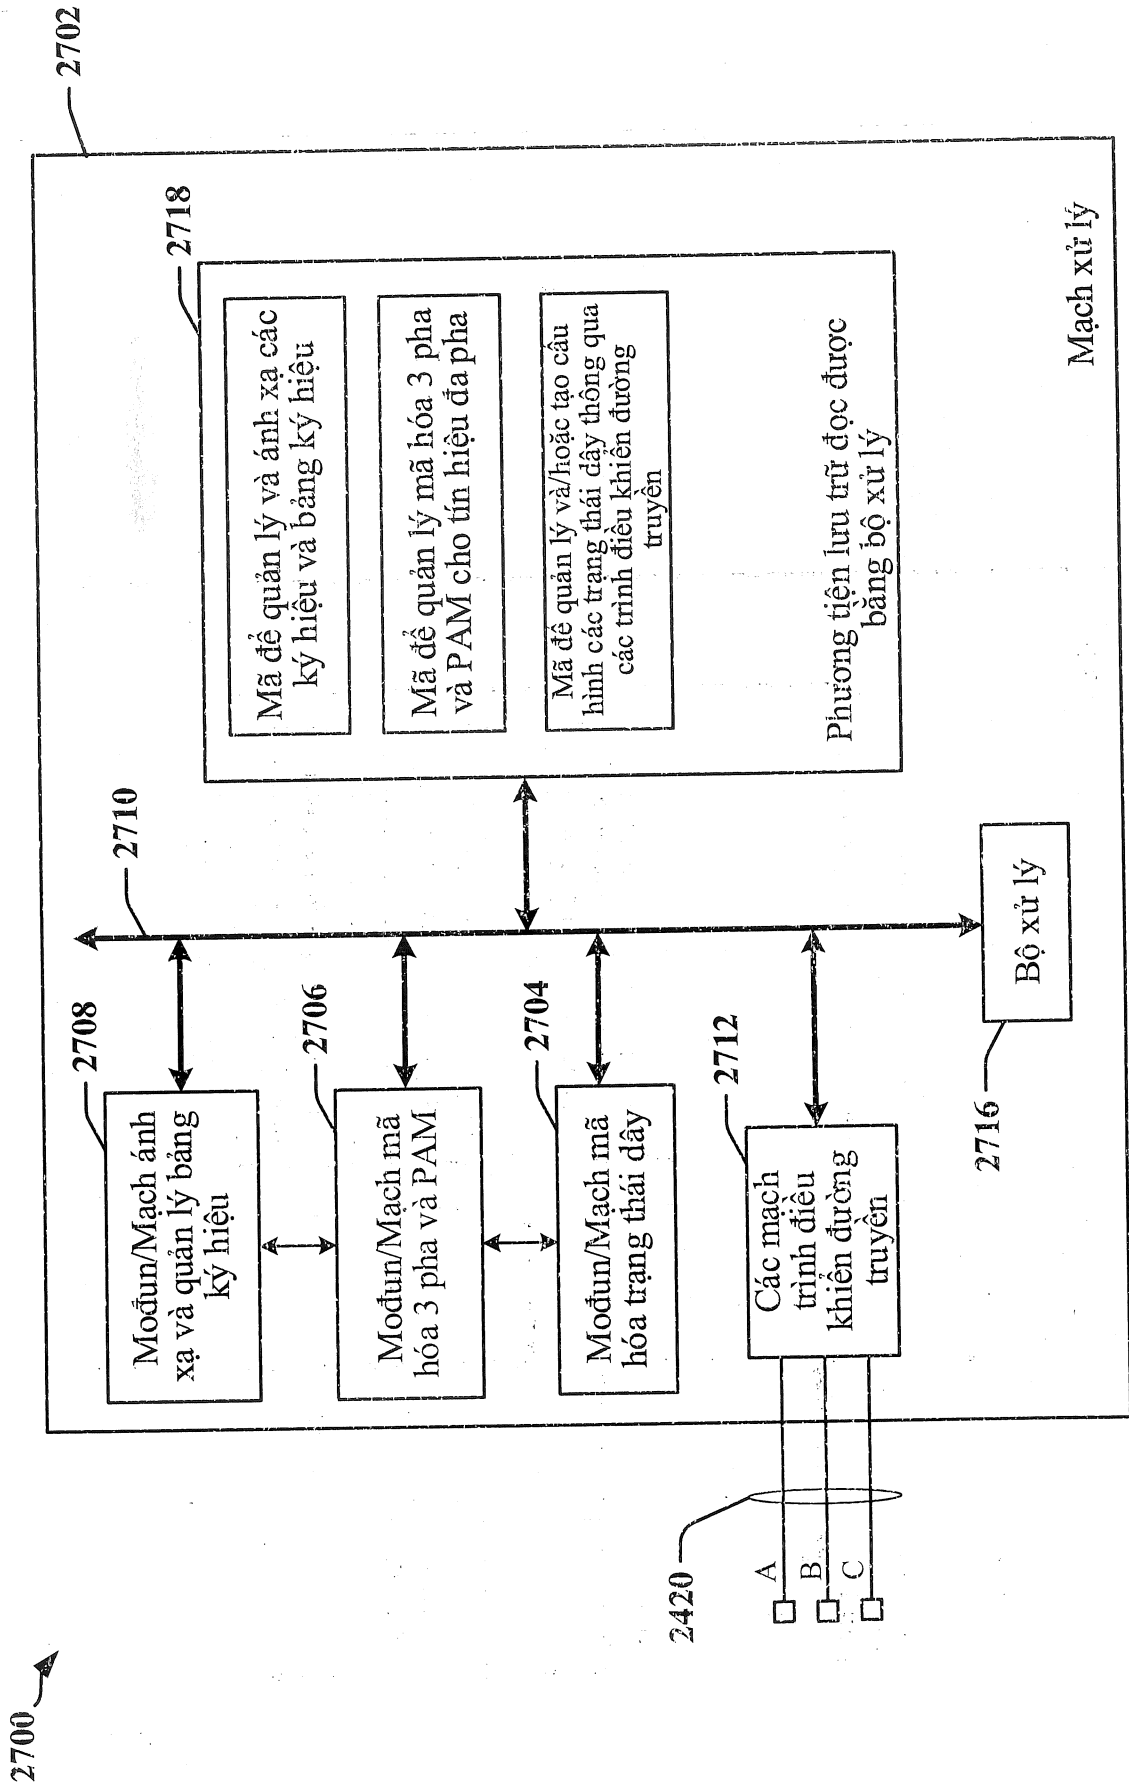 2700
2702
2708
Mođun/Mạch ánh
xạ và quản lý bảng
ký hiệu
2706
Mođun/Mạch mã
hóa 3 pha và PAM
2704
Mođun/Mạch mã
hóa trạng thái dây
2712
Các mạch
trình điều
khiển đường
truyền
2420
A
B
C
2710
2716
Bộ xử lý
2718
Mã để quản lý và ánh xạ các
ký hiệu và bảng ký hiệu
Mã để quản lý mã hóa 3 pha
và PAM cho tín hiệu đa pha
Mã để quản lý và/hoặc tạo cấu
hình các trạng thái dây thông qua
các trình điều khiển đường
truyền
Phương tiện lưu trữ đọc được
bằng bộ xử lý
Mạch xử lý